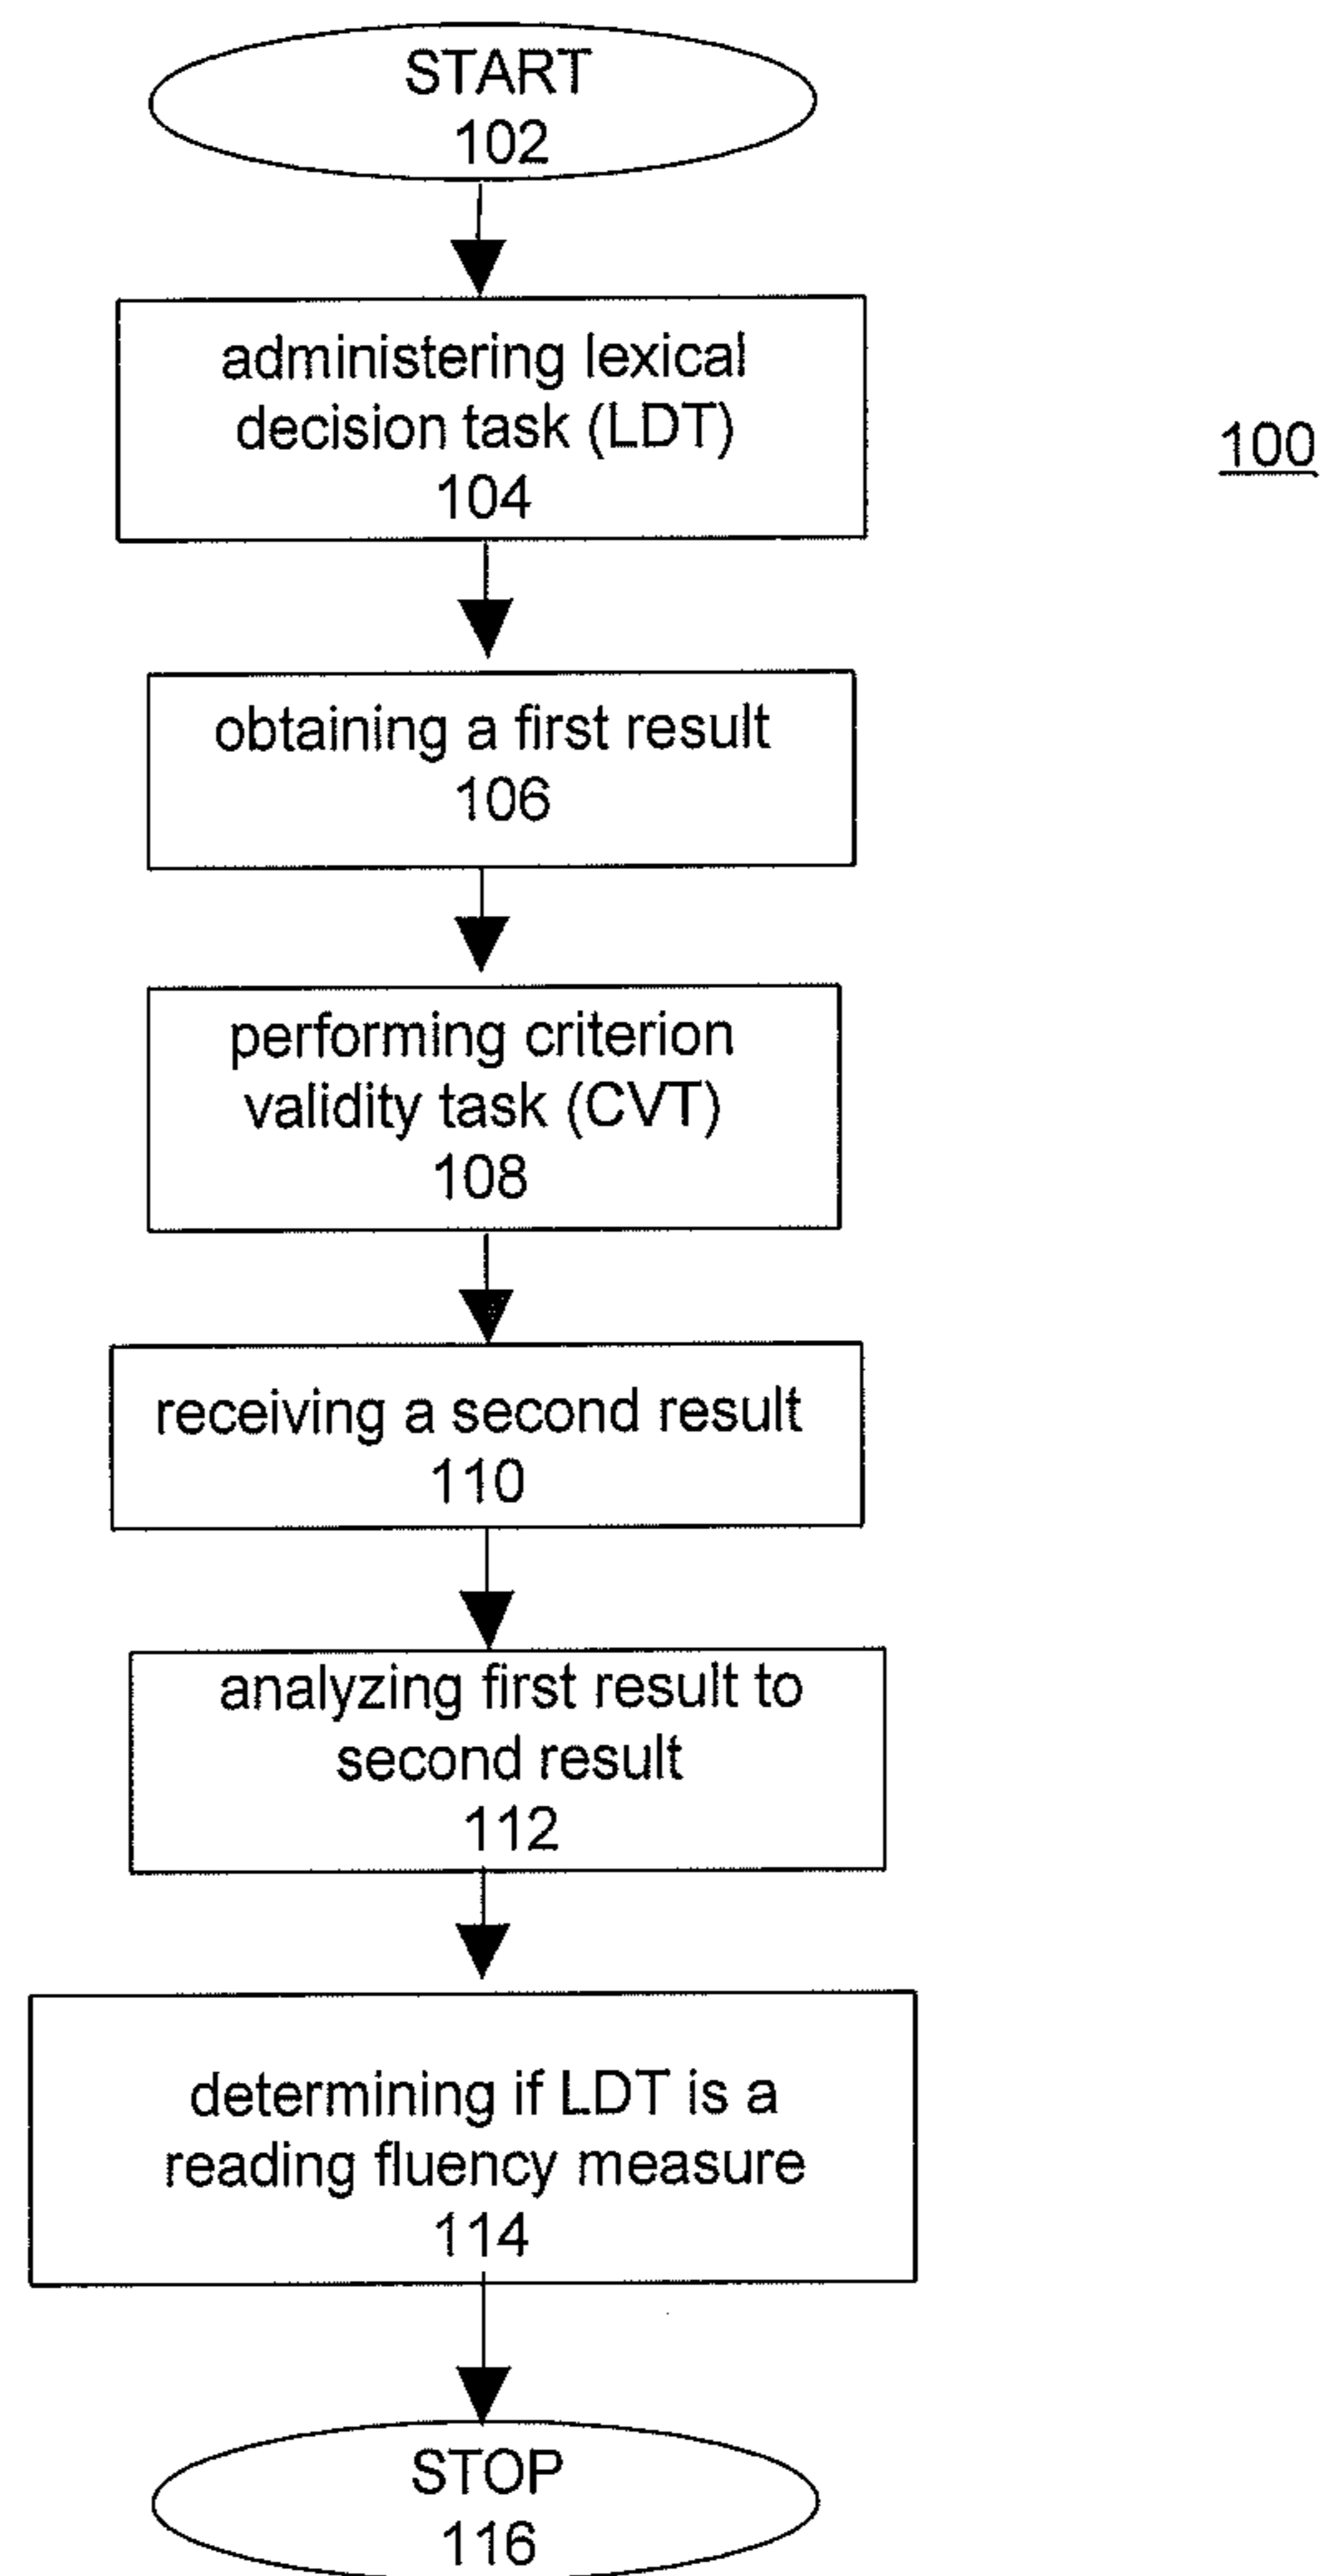 START
102
administering lexical
decision task (LDT)
104
100
obtaining a first result
106
performing criterion
validity task (CVT)
108
receiving a second result
110
analyzing first result to
second result
112
determining if LDT is a
reading fluency measure
114
STOP
116